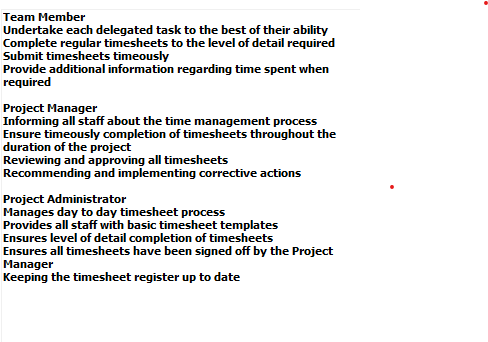 Team Member
Undertake each delegated task to the best of their ability
Complete regular timesheets to the level of detail required
Submit timesheets timeously
Provide additional information regarding time spent when
required
Project Manager
Informing all staff about the time management process
Ensure timeously completion of timesheets throughout the
duration of the project
Reviewing and approving all timesheets
Recommending and implementing corrective actions
Project Administrator
Manages day to day timesheet process
Provides all staff with basic timesheet templates
Ensures level of detail completion of timesheets
Ensures all timesheets have been signed off by the Project
Manager
Keeping the timesheet register up to date